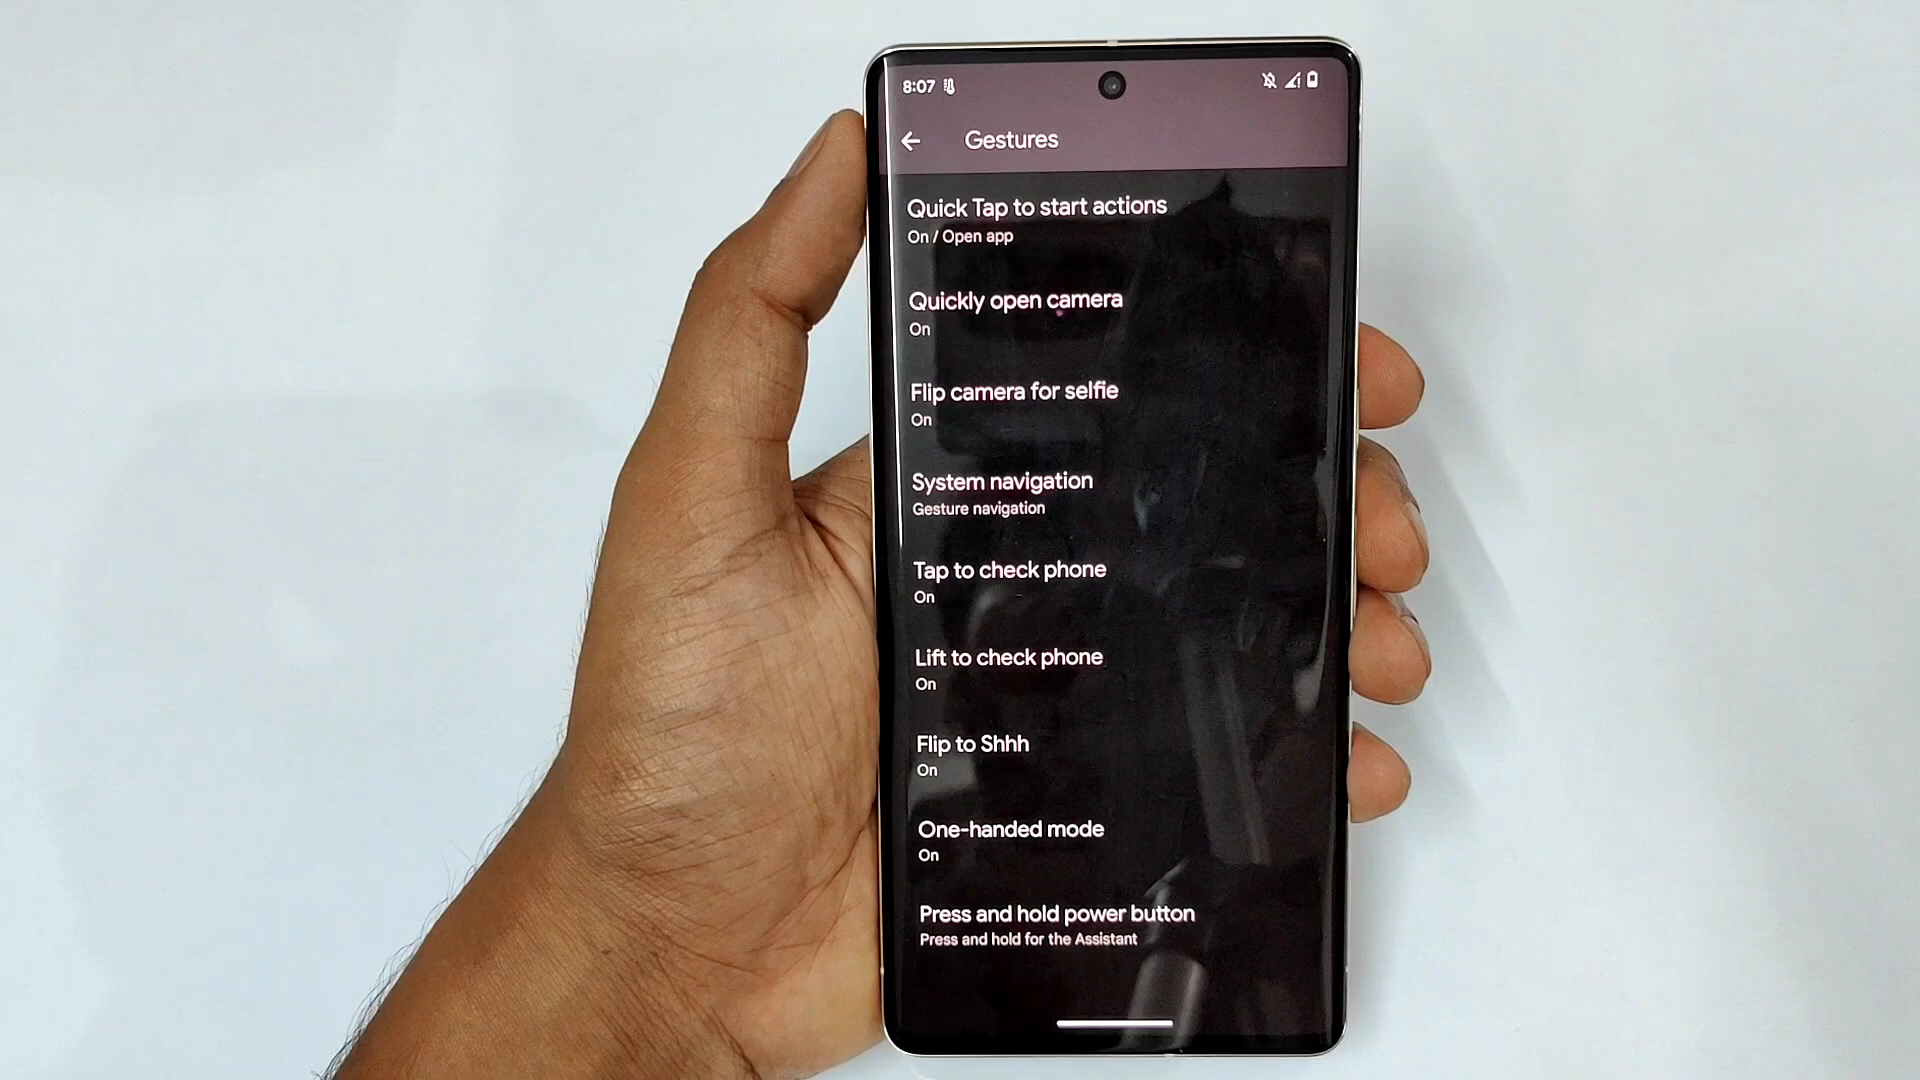 8:07
Gestures
Quick Tap to start actions
On / Open app
Quickly open camera
On
Flip camera for selfie
On
System navigation
Gesture navigation
Tap to check phone
On
Lift to check phone
On
Flip to Shhh
On
One-handed mode
On
Press and hold power button
Press and hold for the Assistant